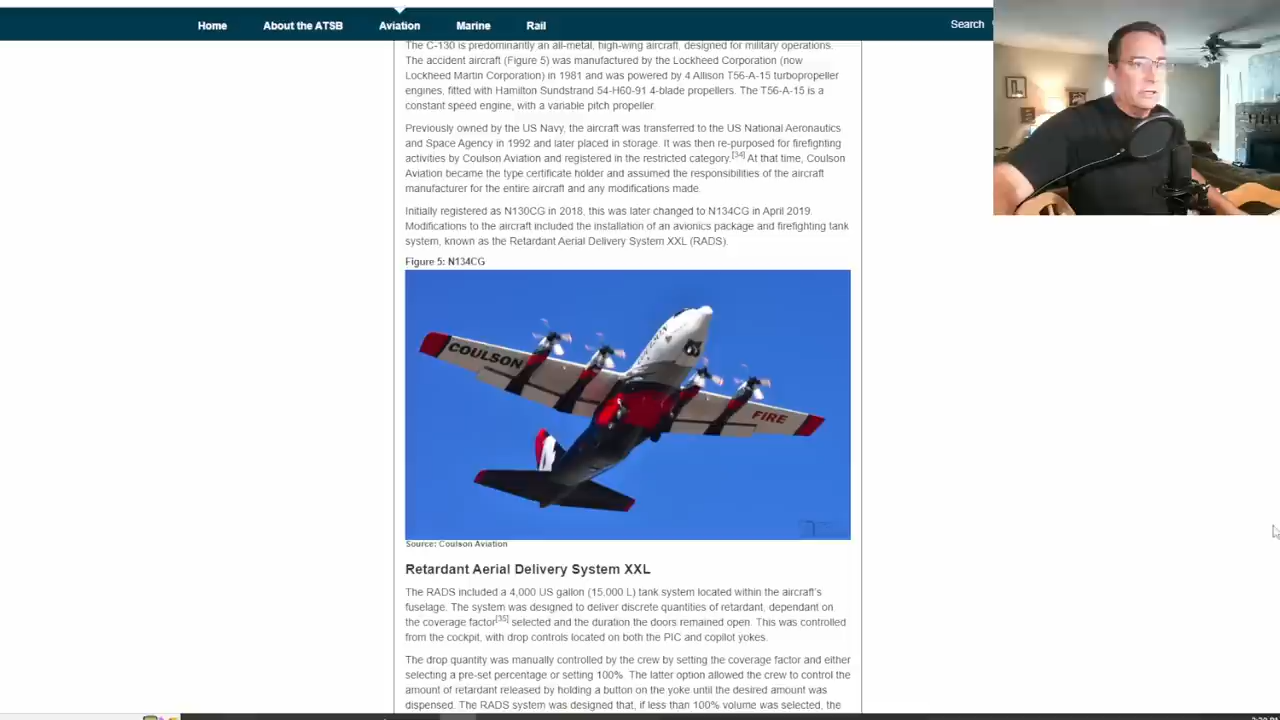 Home About the ATSB Aviation Marine Rail Search
The C-130 is predominantly an all-metal, high-wing aircraft, designed for military operations.
The accident aircraft (Figure 5) was manufactured by the Lockheed Corporation (now
Lockheed Martin Corporation) in 1981 and was powered by 4 Allison T56-A-15 turbopropeller
engines, fitted with Hamilton Sundstrand 54-H60-91 4-blade propellers. The T56-A-15 is a
constant speed engine, with a variable pitch propeller.
Previously owned by the US Navy, the aircraft was transferred to the US National Aeronautics
and Space Agency in 1992 and later placed in storage. It was then re-purposed for firefighting
activities by Coulson Aviation and registered in the restricted category.[34] At that time, Coulson
Aviation became the type certificate holder and assumed the responsibilities of the aircraft
manufacturer for the entire aircraft and any modifications made.
Initially registered as N130CG in 2018, this was later changed to N134CG in April 2019.
Modifications to the aircraft included the installation of an avionics package and firefighting tank
system, known as the Retardant Aerial Delivery System XXL (RADS).
Figure 5: N134CG
COULSON
FIRE
Source: Coulson Aviation
Retardant Aerial Delivery System XXL
The RADS included a 4,000 US gallon (15,000 L) tank system located within the aircraft's
fuselage. The system was designed to deliver discrete quantities of retardant, dependant on
the coverage factor[35] selected and the duration the doors remained open. This was controlled
from the cockpit, with drop controls located on both the PIC and copilot yokes.
The drop quantity was manually controlled by the crew by setting the coverage factor and either
selecting a pre-set percentage or setting 100%. The latter option allowed the crew to control the
amount of retardant released by holding a button on the yoke until the desired amount was
dispensed. The RADS system was designed that, if less than 100% volume was selected, the